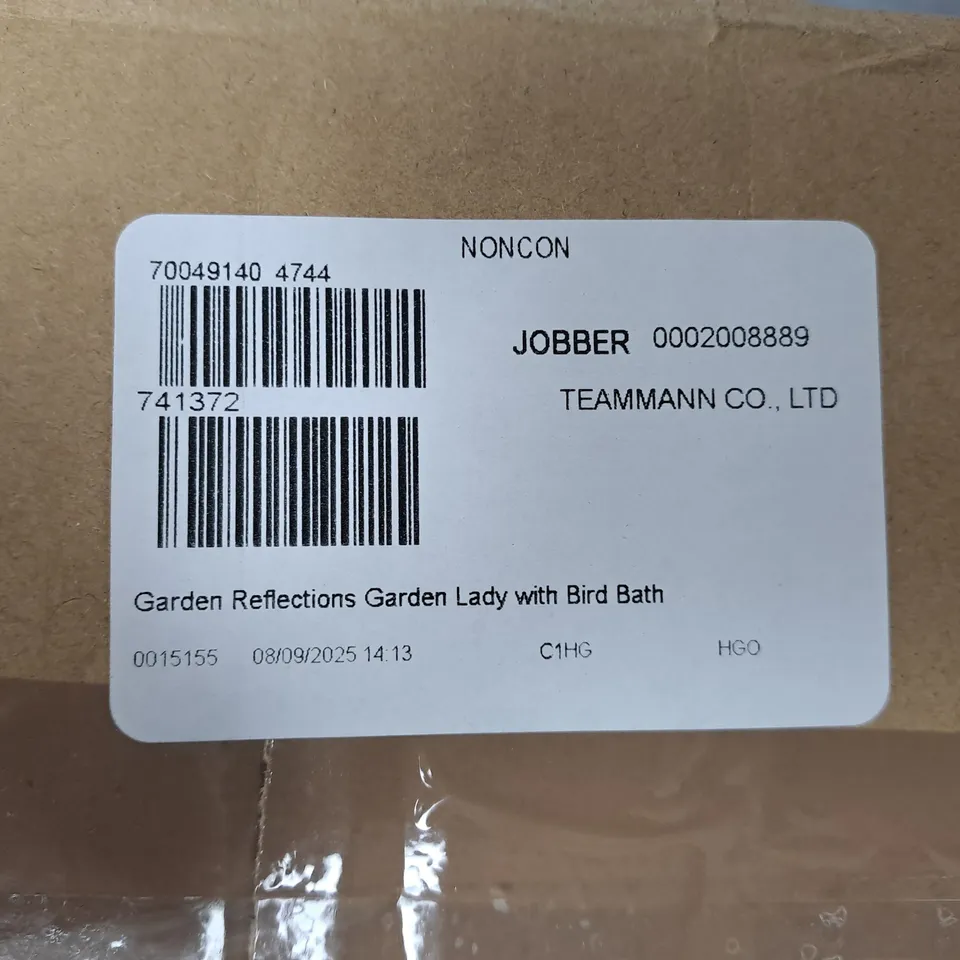 NONCON
70049140 4744
JOBBER 0002008889
741372
TEAMMANN CO., LTD
Garden Reflections Garden Lady with Bird Bath
0015155 08/09/2025 14:13 C1HG HGO